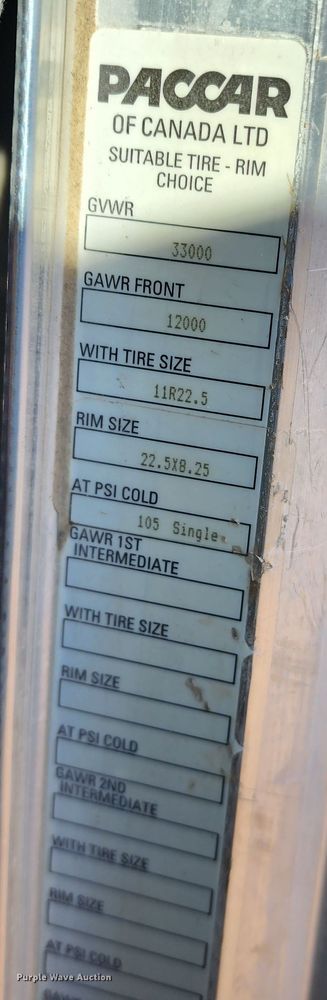 PACCAR
OF CANADA LTD
SUITABLE TIRE - RIM
CHOICE
GVWR
33000
GAWR FRONT
12000
WITH TIRE SIZE
11R22.5
RIM SIZE
22.5X8.25
AT PSI COLD
105 Single
GAWR 1ST
INTERMEDIATE
WITH TIRE SIZE
RIM SIZE
AT PSI COLD
GAWR 2ND
INTERMEDIATE
WITH TIRE SIZE
RIM SIZE
AT PSI COLD
Purple Wave Auction